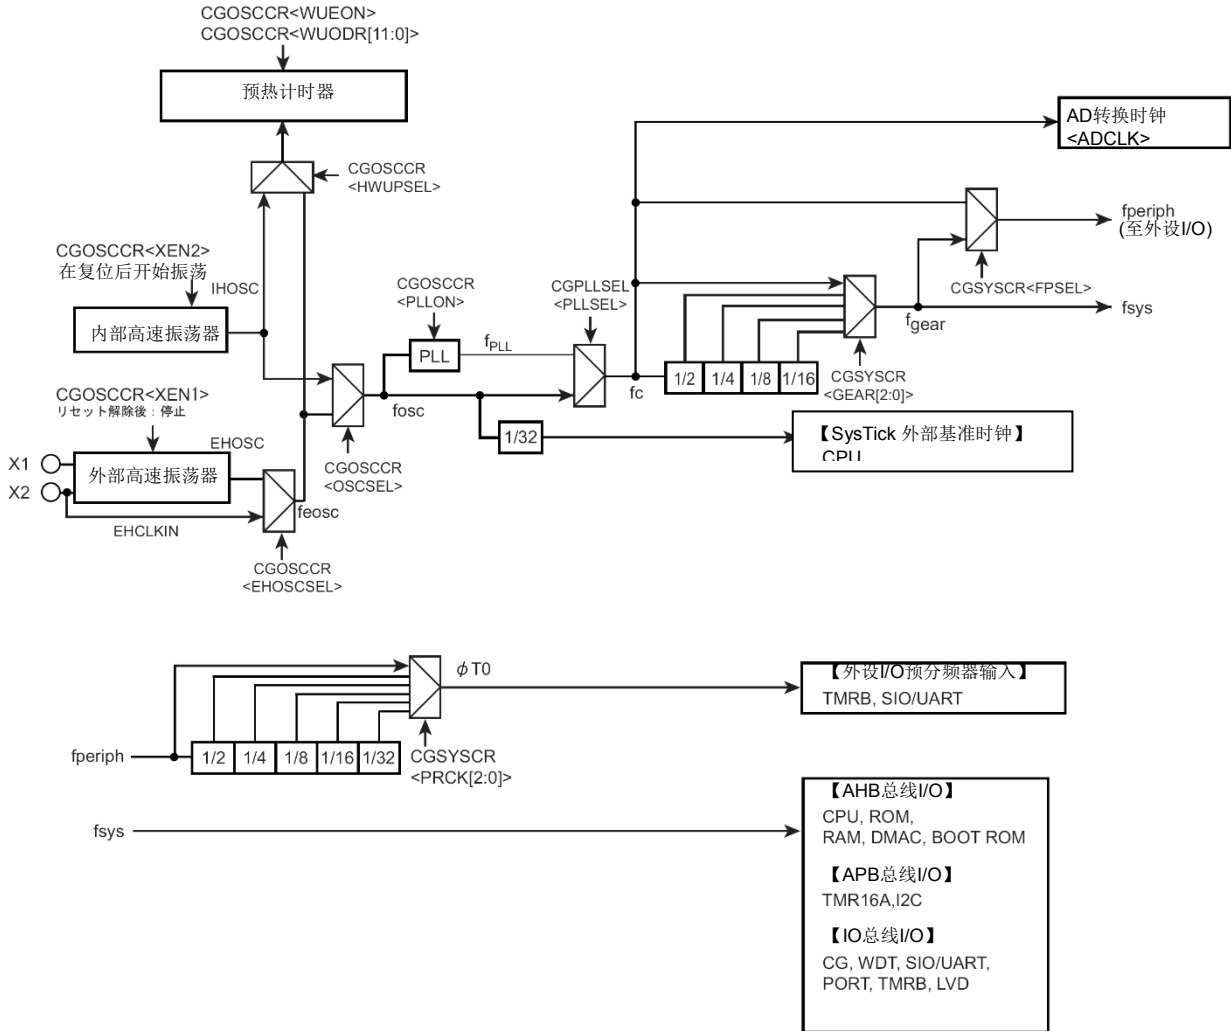 CGOSCCR<WUEON>
CGOSCCR<WUODR[11:0]>
预热计时器
CGOSCCR
<HWUPSEL>
AD转换时钟
<ADCLK>
fperiph
(至外设I/O)
CGSYSCR<FPSEL>
CGOSCCR<XEN2>
在复位后开始振荡
IHOSC
内部高速振荡器
CGOSCCR
<PLLON>
CGPLLSEL
<PLLSEL>
PLL
fPLL
fc
1/2
1/4
1/8
1/16
fgear
fsys
CGSYSCR
<GEAR[2:0]>
CGOSCCR<XEN1>
リセット解除後：停止
EHOSC
X1
X2
外部高速振荡器
EHCLKIN
feosc
CGOSCCR
<EHOSCSEL>
CGOSCCR
<OSCSEL>
fosc
1/32
【SysTick 外部基准时钟】
CPU
fperiph
1/2
1/4
1/8
1/16
1/32
CGSYSCR
<PRCK[2:0]>
φT0
【外设I/O预分频器输入】
TMRB, SIO/UART
fsys
【AHB总线I/O】
CPU, ROM,
RAM, DMAC, BOOT ROM
【APB总线I/O】
TMR16A,I2C
【IO总线I/O】
CG, WDT, SIO/UART,
PORT, TMRB, LVD